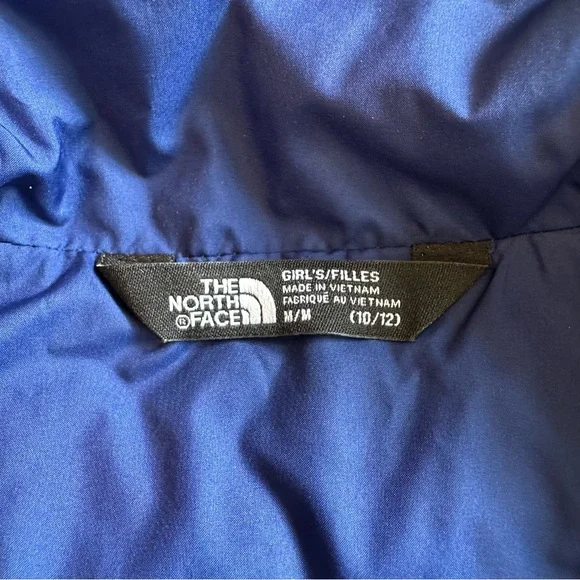 THE
NORTH
®FACE
GIRL'S/FILLES
MADE IN VIETNAM
FABRIQUÉ AU VIETNAM
M/M (10/12)